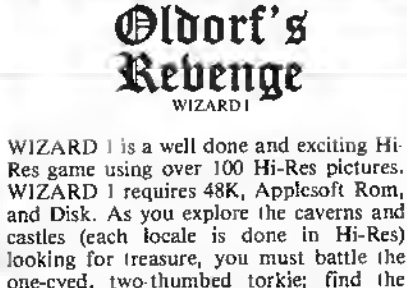 Oldorf's
Revenge
WIZARD I
WIZARD I is a well done and exciting Hi-
Res game using over 100 Hi-Res pictures.
WIZARD I requires 48K, Applesoft Rom,
and Disk. As you explore the caverns and
castles (each locale is done in Hi-Res)
looking for treasure, you must battle the
one-eyed, two-thumbed torkie; find the